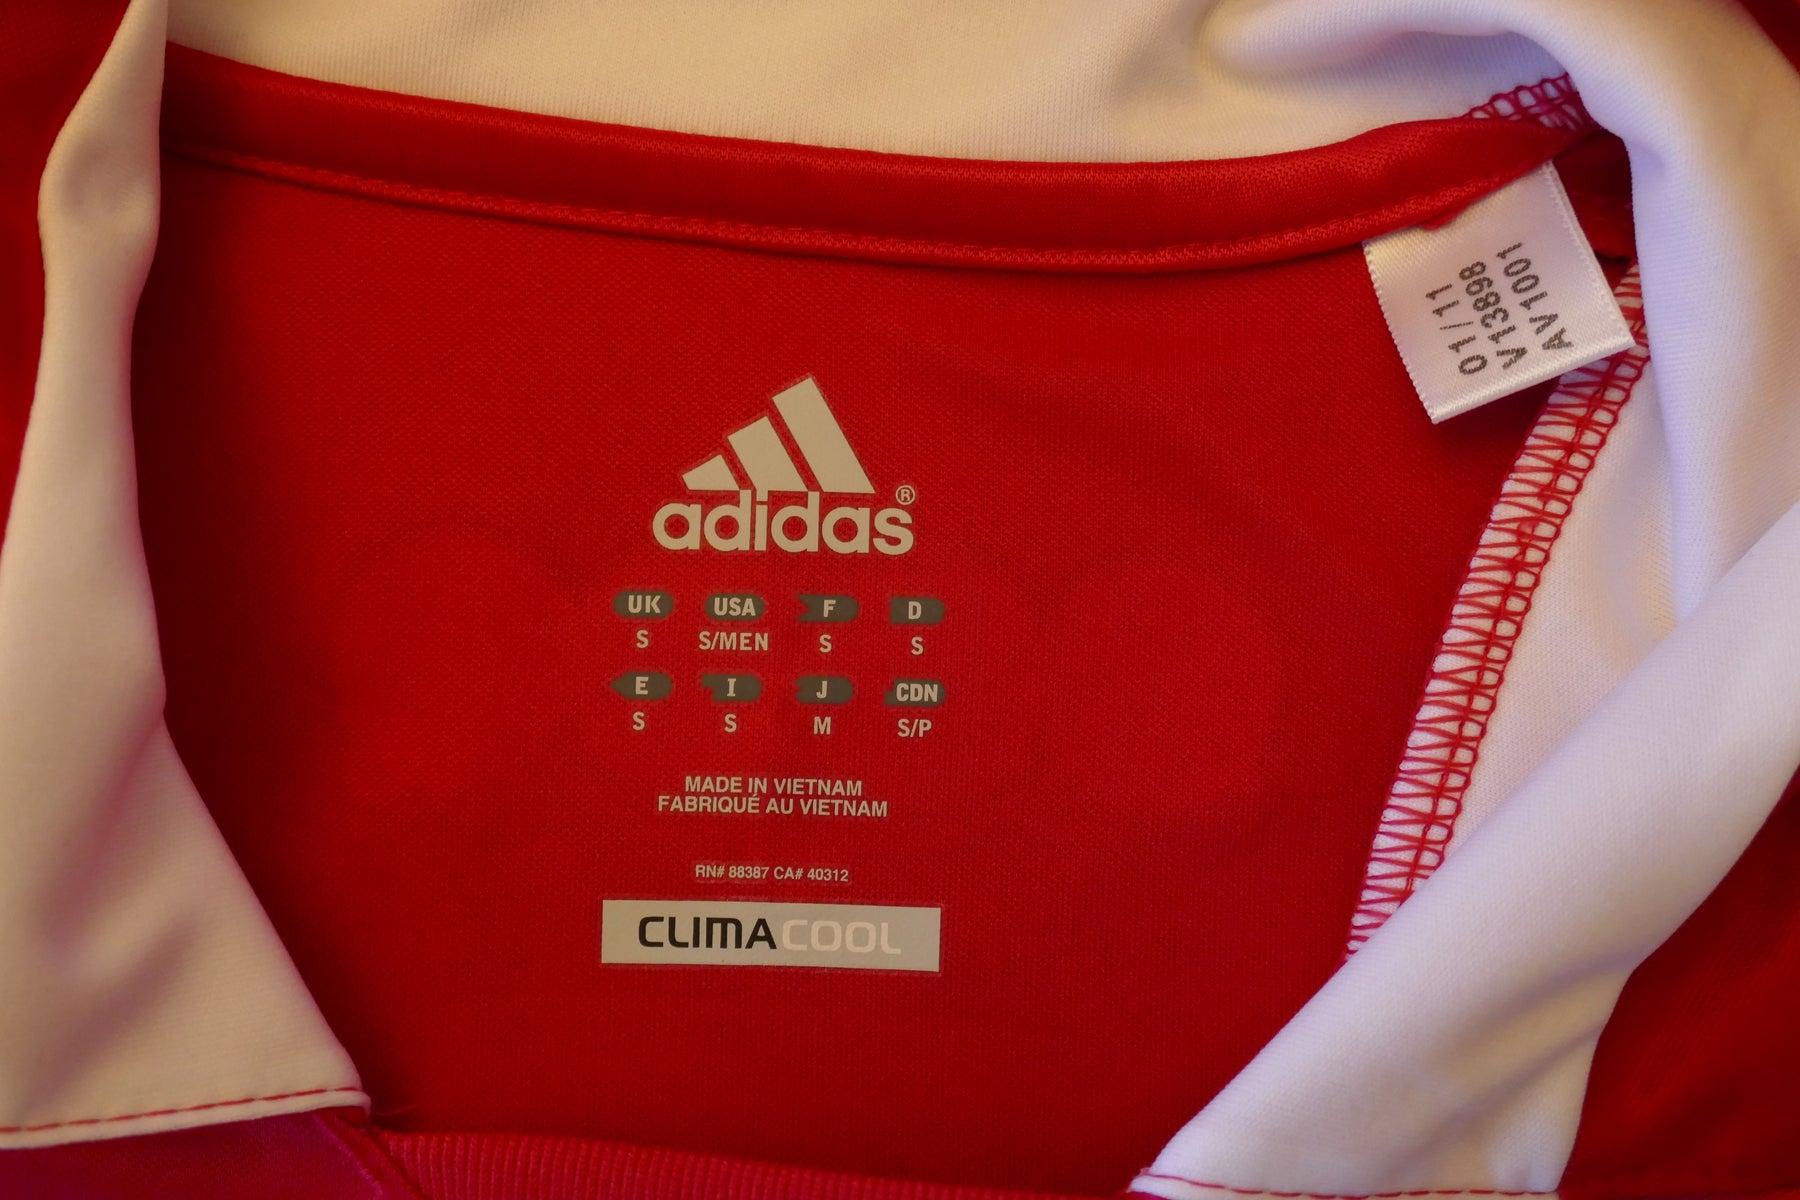 adidas®
UK USA F D
S S/MEN S S
E I J CDN
S S M S/P
MADE IN VIETNAM
FABRIQUÉ AU VIETNAM
RN# 88387 CA# 40312
CLIMACOOL
01/11
V13898
AV1001